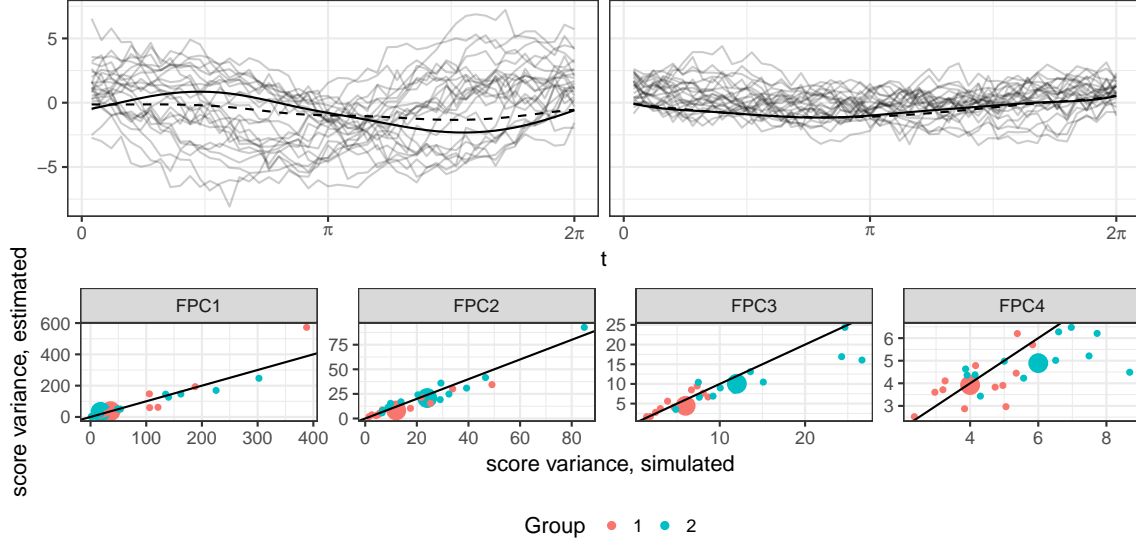 5
0
−5
0 π 2π 0 π 2π
t
score variance, estimated
FPC1 FPC2 FPC3 FPC4
600
400
200
0
0 100 200 300 400
75
50
25
0
0 20 40 60 80
25
20
15
10
5
10 20
6
5
4
3
4 6 8
score variance, simulated
Group 1 2